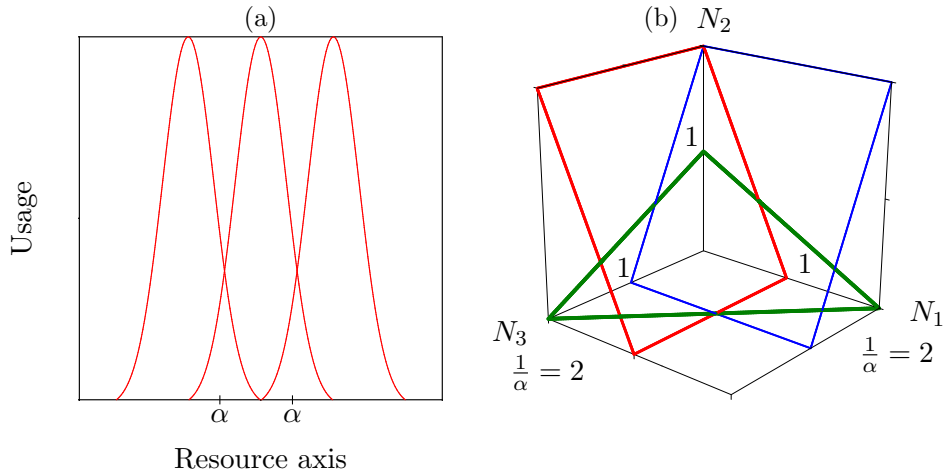 (a)
Usage
α α
Resource axis
(b)
N₂
1
1
1
N₃
N₁
1/α = 2
1/α = 2